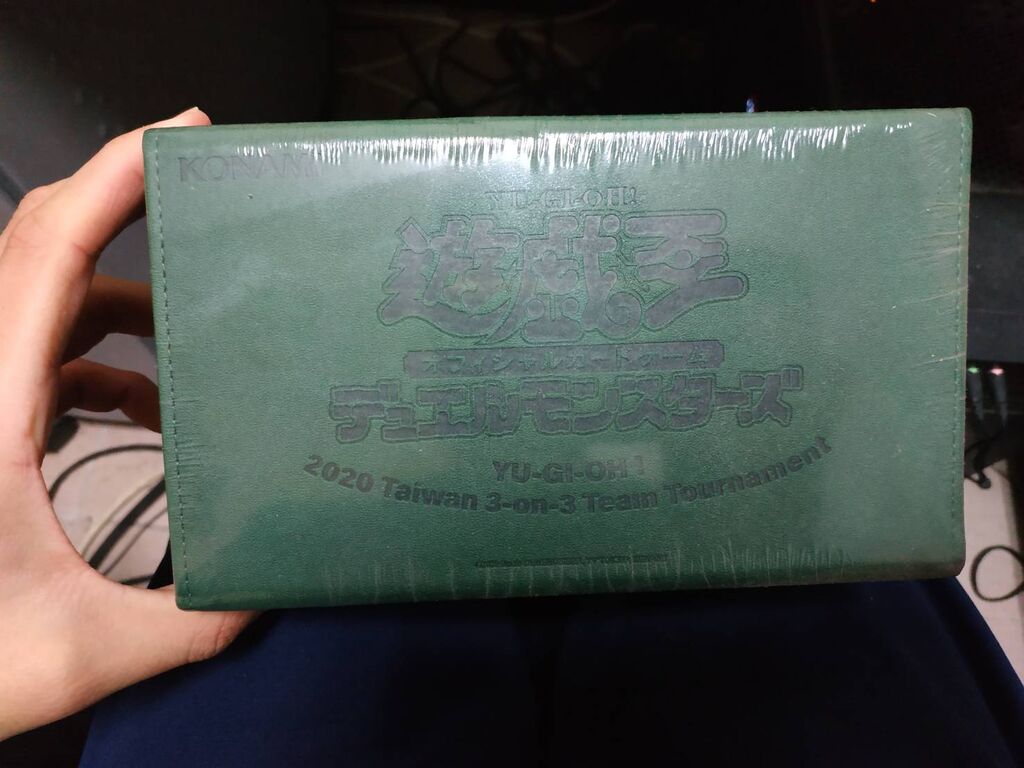 KONAMI
YU-GI-OH!
遊戯王
オフィシャルカードゲーム
デュエルモンスターズ
YU-GI-OH !
2020 Taiwan 3-on-3 Team Tournament